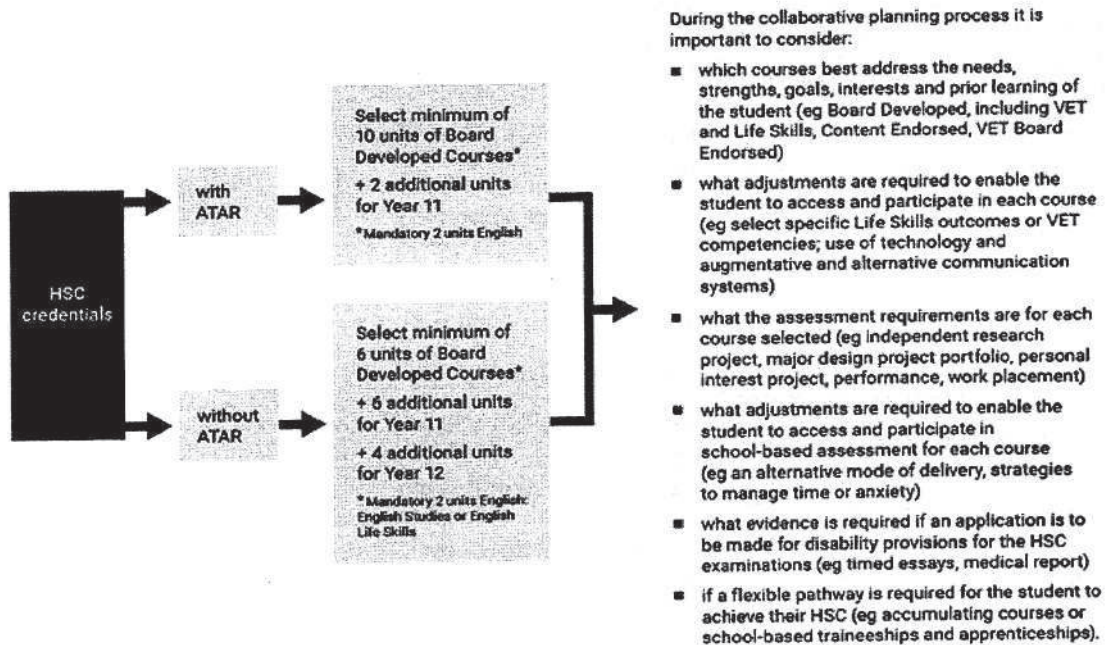 HSC
credentials
with
ATAR
Select minimum of
10 units of Board
Developed Courses*
+ 2 additional units
for Year 11
*Mandatory 2 units English
without
ATAR
Select minimum of
6 units of Board
Developed Courses*
+ 6 additional units
for Year 11
+ 4 additional units
for Year 12
*Mandatory 2 units English:
English Studies or English
Life Skills
During the collaborative planning process it is
important to consider:
■ which courses best address the needs,
strengths, goals, interests and prior learning of
the student (eg Board Developed, including VET
and Life Skills, Content Endorsed, VET Board
Endorsed)
■ what adjustments are required to enable the
student to access and participate in each course
(eg select specific Life Skills outcomes or VET
competencies; use of technology and
augmentative and alternative communication
systems)
■ what the assessment requirements are for each
course selected (eg independent research
project, major design project portfolio, personal
interest project, performance, work placement)
■ what adjustments are required to enable the
student to access and participate in
school-based assessment for each course
(eg an alternative mode of delivery, strategies
to manage time or anxiety)
■ what evidence is required if an application is to
be made for disability provisions for the HSC
examinations (eg timed essays, medical report)
■ if a flexible pathway is required for the student to
achieve their HSC (eg accumulating courses or
school-based traineeships and apprenticeships).